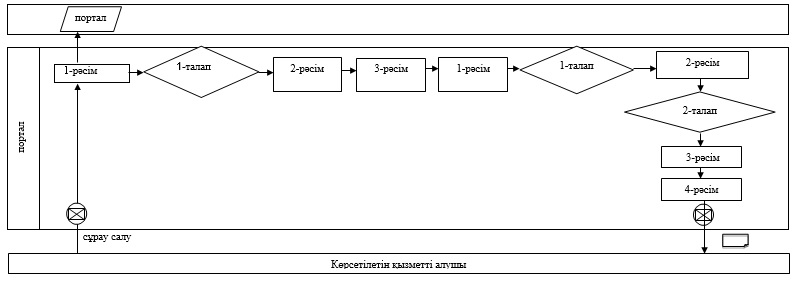 портал
портал
1-рәсім
1-талап
2-рәсім
3-рәсім
1-рәсім
1-талап
2-рәсім
2-талап
3-рәсім
4-рәсім
сұрау салу
Көрсетілетін қызметті алушы